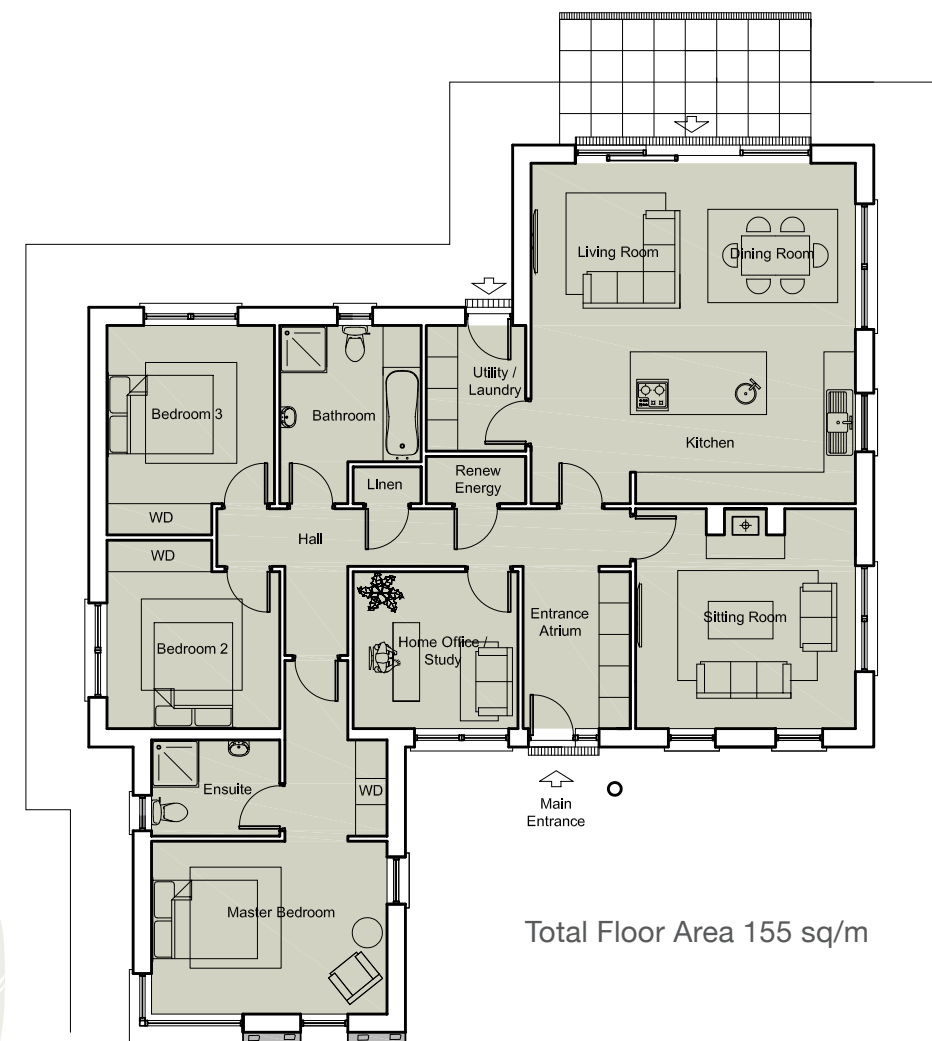 Living Room
Dining Room
Utility /
Laundry
Bedroom 3
Bathroom
Kitchen
Renew
Energy
LInen
WD
Hall
WD
Entrance
Atrium
Sitting Room
Home Office /
Study
Bedroom 2
Ensuite
WD
Main
Entrance
Master Bedroom
Total Floor Area 155 sq/m